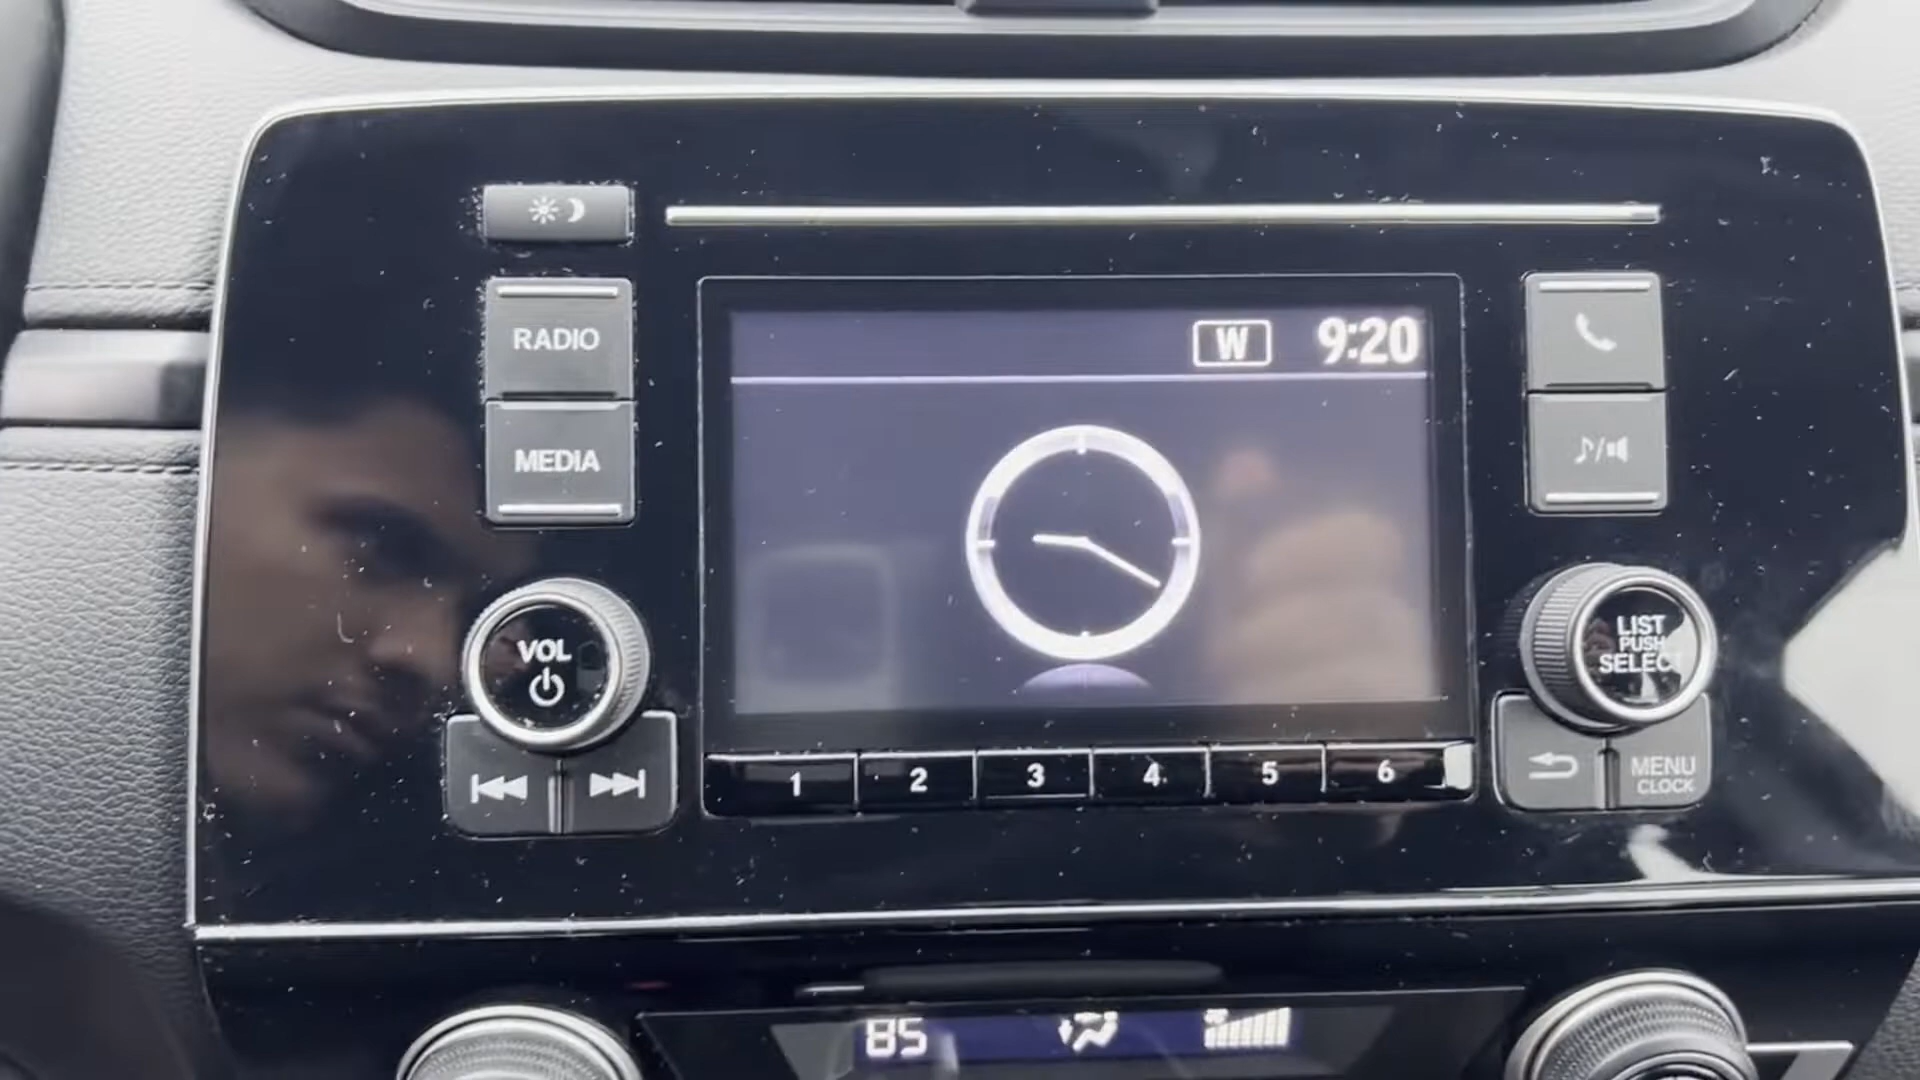 W 9:20
RADIO
MEDIA
VOL
LIST
PUSH
SELECT
1 2 3 4 5 6
MENU
CLOCK
85